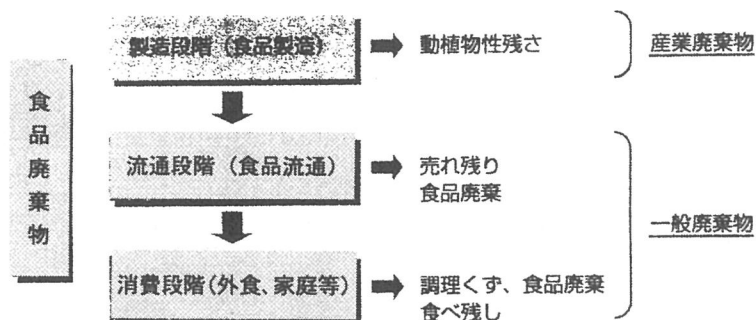 食品廃棄物
製造段階（食品製造）
動植物性残さ
産業廃棄物
流通段階（食品流通）
売れ残り
食品廃棄
一般廃棄物
消費段階（外食、家庭等）
調理くず、食品廃棄
食べ残し